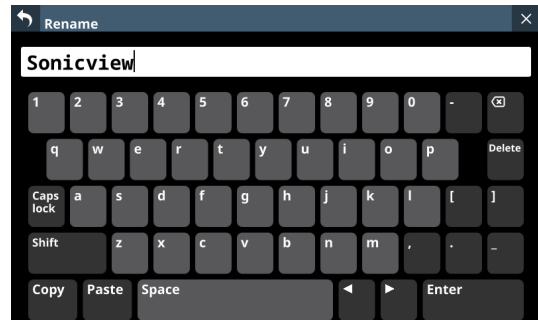 Rename
Sonicview
1 2 3 4 5 6 7 8 9 0 -
q w e r t y u i o p Delete
Caps lock a s d f g h j k l [ ]
Shift z x c v b n m , . _
Copy Paste Space ◀ ▶ Enter